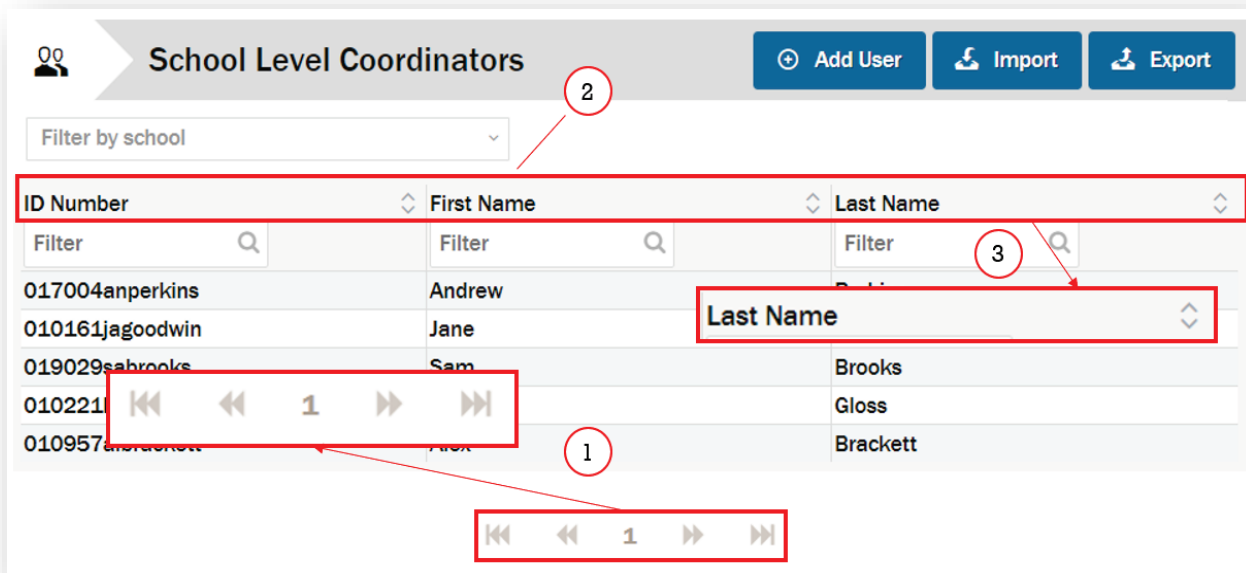 School Level Coordinators
Add User
Import
Export
2
Filter by school
ID Number First Name Last Name
Filter Filter Filter
3
017004anperkins Andrew
Last Name
010161jagoodwin Jane
019029sabrooks Sam Brooks
1
010221 Gloss
Brackett
1
1